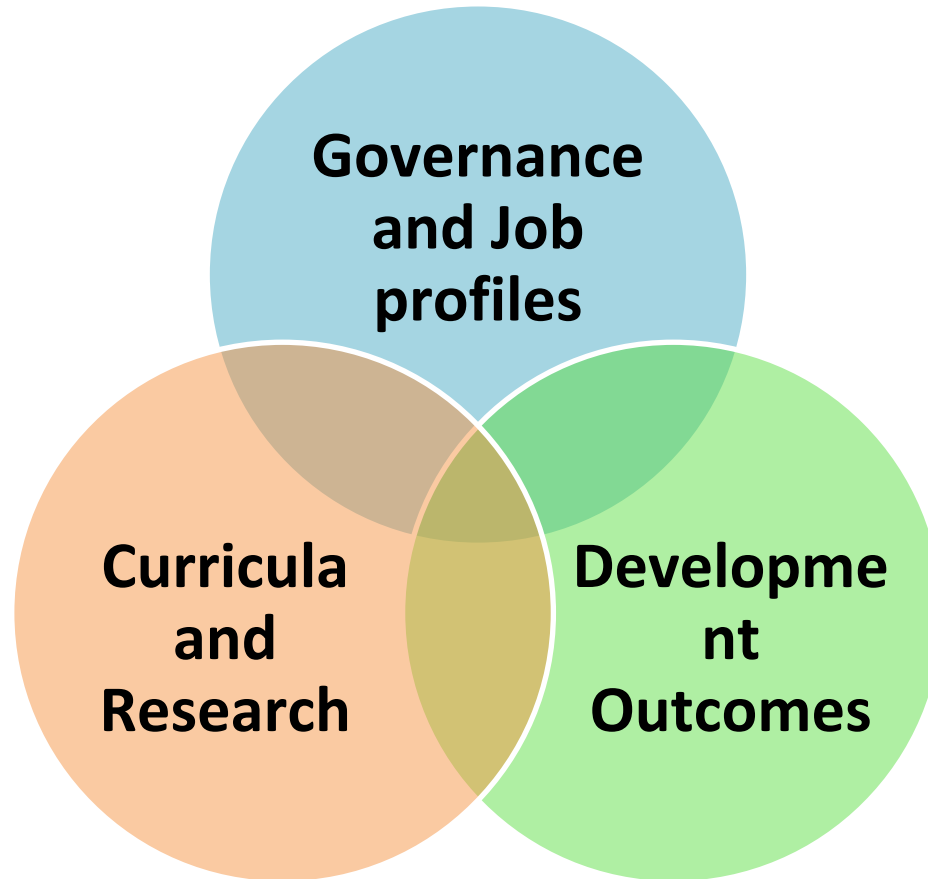 Governance
and Job
profiles
Curricula
and
Research
Developme
nt
Outcomes